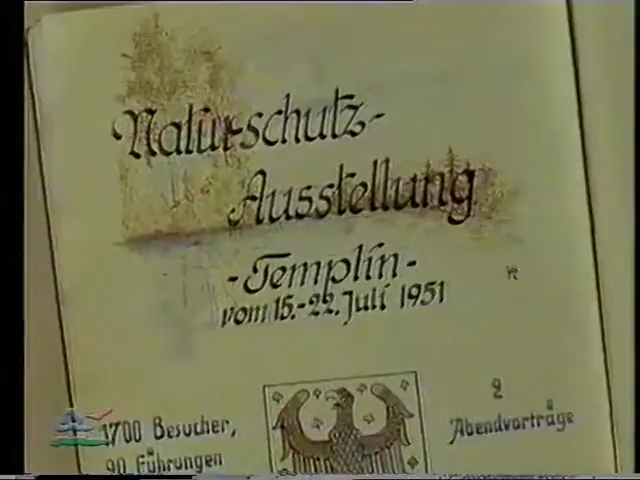 Naturschutz-
Ausstellung
-Templin-
vom 15.-22. Juli 1951
1700 Besucher,
90 Führungen
2
Abendvorträge